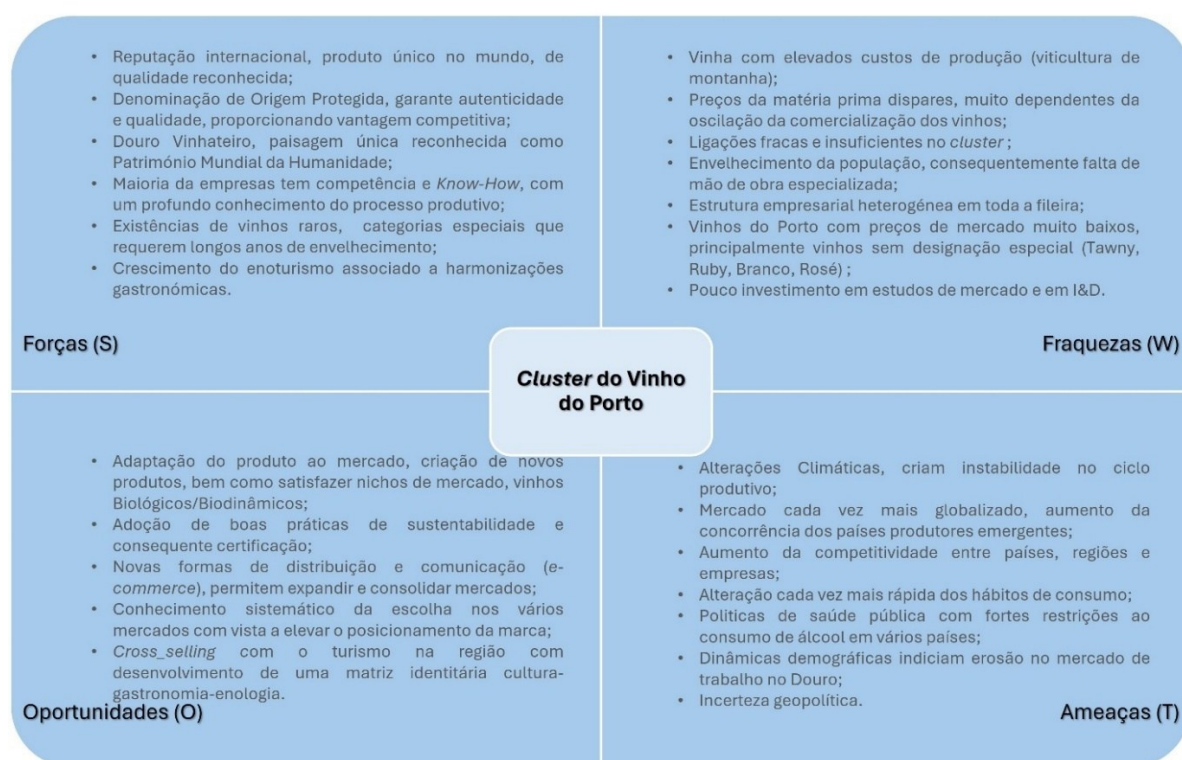 • Reputação internacional, produto único no mundo, de
qualidade reconhecida;
• Denominação de Origem Protegida, garante autenticidade
e qualidade, proporcionando vantagem competitiva;
• Douro Vinhateiro, paisagem única reconhecida como
Património Mundial da Humanidade;
• Maioria da empresas tem competência e Know-How, com
um profundo conhecimento do processo produtivo;
• Existências de vinhos raros, categorias especiais que
requerem longos anos de envelhecimento;
• Crescimento do enoturismo associado a harmonizações
gastronómicas.
Forças (S)
• Vinha com elevados custos de produção (viticultura de
montanha);
• Preços da matéria prima dispares, muito dependentes da
oscilação da comercialização dos vinhos;
• Ligações fracas e insuficientes no cluster ;
• Envelhecimento da população, consequentemente falta de
mão de obra especializada;
• Estrutura empresarial heterogénea em toda a fileira;
• Vinhos do Porto com preços de mercado muito baixos,
principalmente vinhos sem designação especial (Tawny,
Ruby, Branco, Rosé) ;
• Pouco investimento em estudos de mercado e em I&D.
Fraquezas (W)
Cluster do Vinho
do Porto
• Adaptação do produto ao mercado, criação de novos
produtos, bem como satisfazer nichos de mercado, vinhos
Biológicos/Biodinâmicos;
• Adoção de boas práticas de sustentabilidade e
consequente certificação;
• Novas formas de distribuição e comunicação (e-
commerce), permitem expandir e consolidar mercados;
• Conhecimento sistemático da escolha nos vários
mercados com vista a elevar o posicionamento da marca;
• Cross_selling com o turismo na região com
desenvolvimento de uma matriz identitária cultura-
gastronomia-enologia.
Oportunidades (O)
• Alterações Climáticas, criam instabilidade no ciclo
produtivo;
• Mercado cada vez mais globalizado, aumento da
concorrência dos países produtores emergentes;
• Aumento da competitividade entre países, regiões e
empresas;
• Alteração cada vez mais rápida dos hábitos de consumo;
• Politicas de saúde pública com fortes restrições ao
consumo de álcool em vários países;
• Dinâmicas demográficas indiciam erosão no mercado de
trabalho no Douro;
• Incerteza geopolítica.
Ameaças (T)